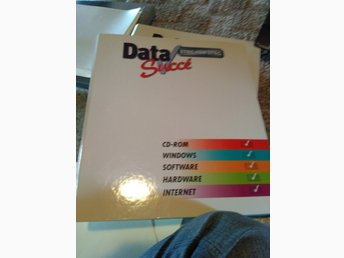 Data
Succé
CD-ROM
WINDOWS
SOFTWARE
HARDWARE
INTERNET